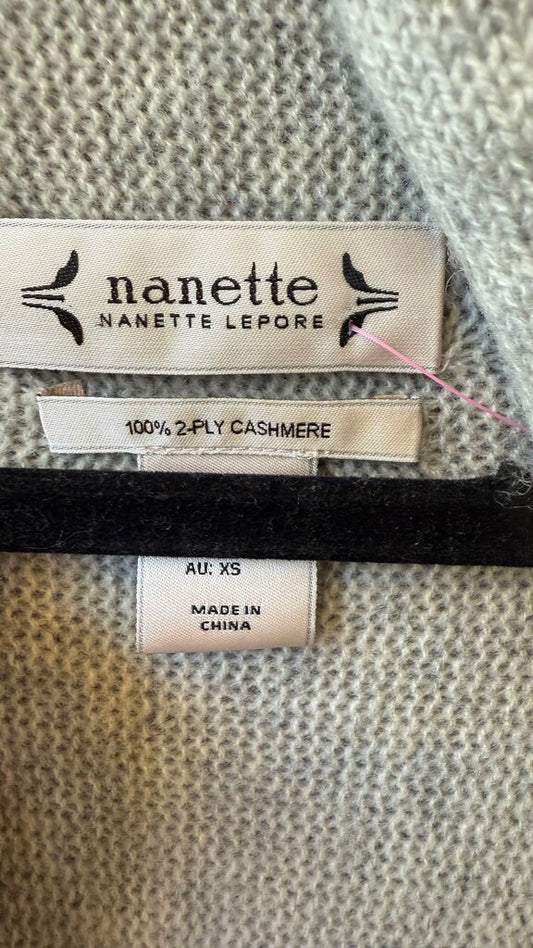 nanette
NANETTE LEPORE
100% 2-PLY CASHMERE
AU: XS
MADE IN
CHINA